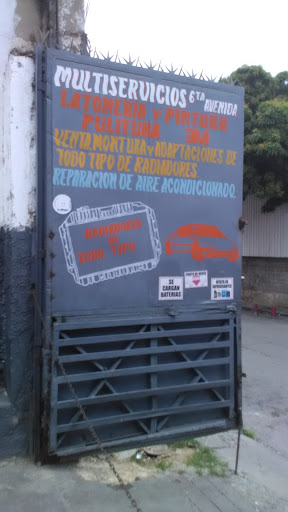 MULTISERVICIOS 6TA AVENIDA
LATONERIA Y PINTURA
PULITURA
VENTA, MONTURA Y ADAPTACIONES DE
TODO TIPO DE RADIADORES.
REPARACION DE AIRE ACONDICIONADO.
RADIADORES
DE
TODO TIPO
SE
CARGAN
BATERIAS